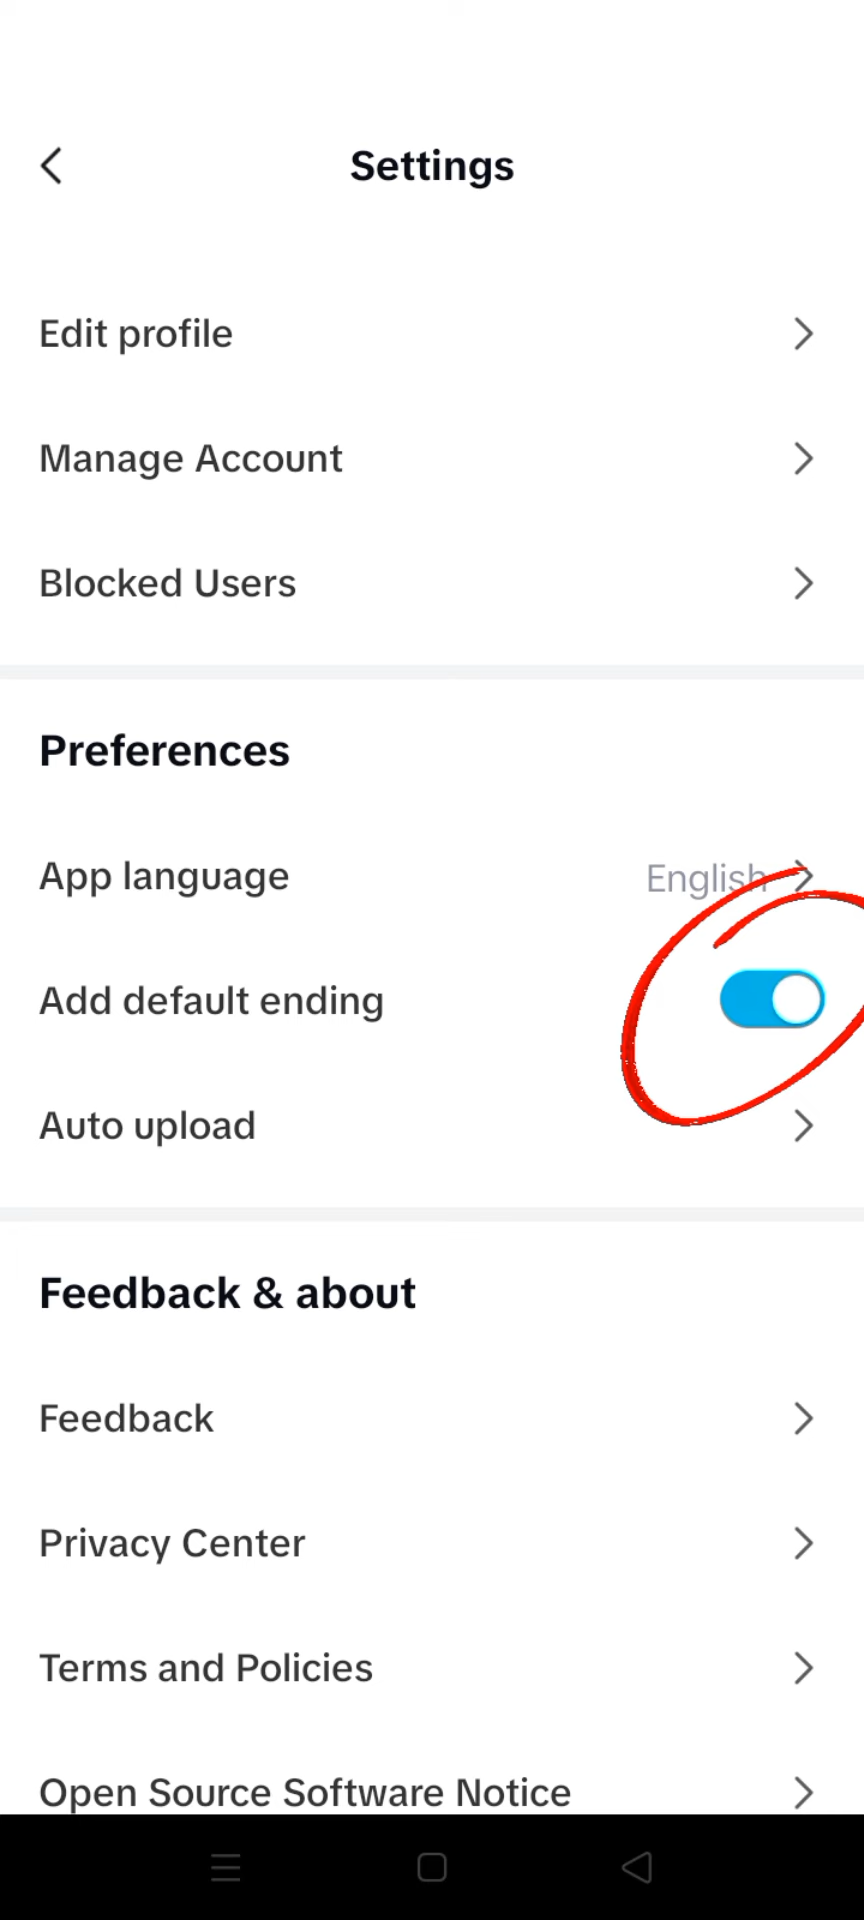 Settings
Edit profile
Manage Account
Blocked Users
Preferences
App language English
Add default ending
Auto upload
Feedback & about
Feedback
Privacy Center
Terms and Policies
Open Source Software Notice